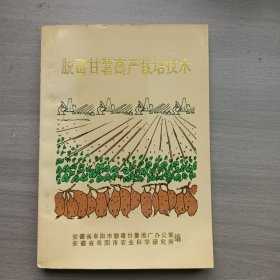 脱毒甘薯高产栽培技术
安徽省阜阳市脱毒甘薯推广办公室
安徽省阜阳市农业科学研究所
编